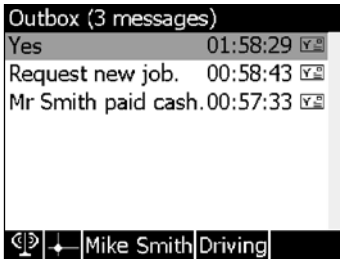 Outbox (3 messages)
Yes 01:58:29
Request new job. 00:58:43
Mr Smith paid cash. 00:57:33
Mike Smith Driving